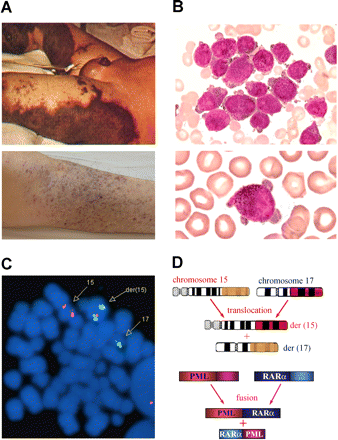 A
B
C
15
der(15)
17
D
chromosome 15
chromosome 17
translocation
der (15)
+
der (17)
PML
RARα
fusion
PML RARα
+
RARα PML